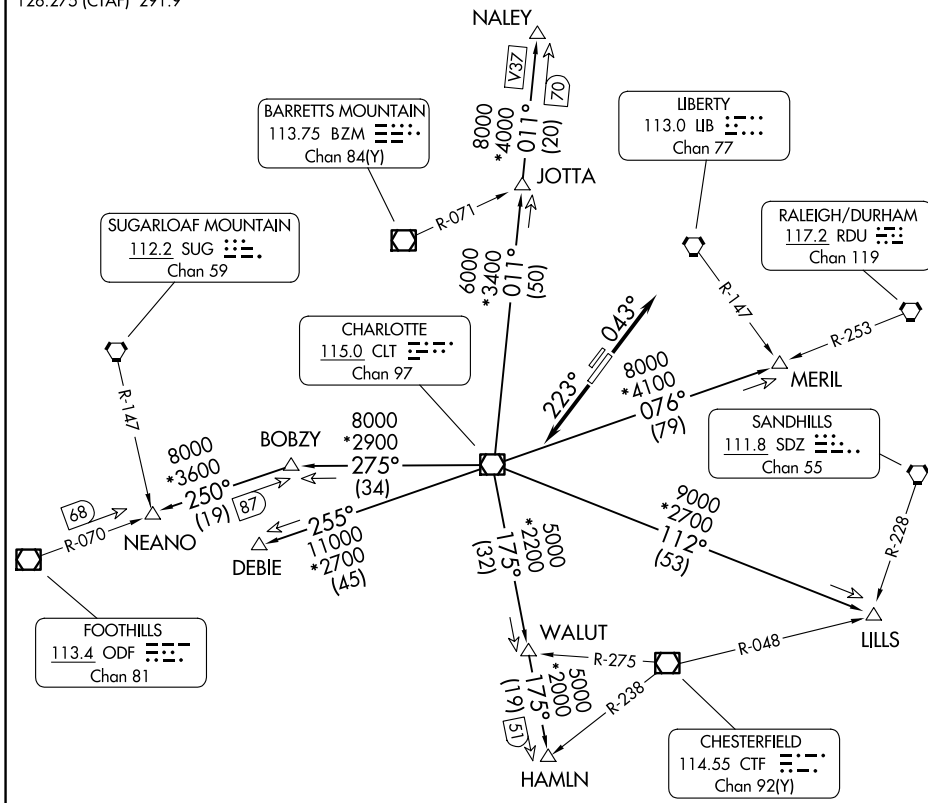 128.275 (CTAF) 291.9
NALEY
V37
70
8000
*4000
011°
(20)
BARRETTS MOUNTAIN
113.75 BZM
Chan 84(Y)
LIBERTY
113.0 LIB
Chan 77
JOTTA
R-071
SUGARLOAF MOUNTAIN
112.2 SUG
Chan 59
RALEIGH/DURHAM
117.2 RDU
Chan 119
6000
*3400
011°
(50)
R-147
R-253
CHARLOTTE
115.0 CLT
Chan 97
223°
043°
MERIL
R-147
8000
*4100
076°
(79)
SANDHILLS
111.8 SDZ
Chan 55
BOBZY
8000
*2900
275°
(34)
8000
*3600
250°
(19)
87
68
R-070
NEANO
255°
11000
*2700
(45)
DEBIE
9000
*2700
112°
(53)
R-228
5000
*2200
175°
(32)
LILLS
FOOTHILLS
113.4 ODF
Chan 81
WALUT
R-275
R-048
5000
*2000
175°
(19)
51
R-238
HAMLN
CHESTERFIELD
114.55 CTF
Chan 92(Y)